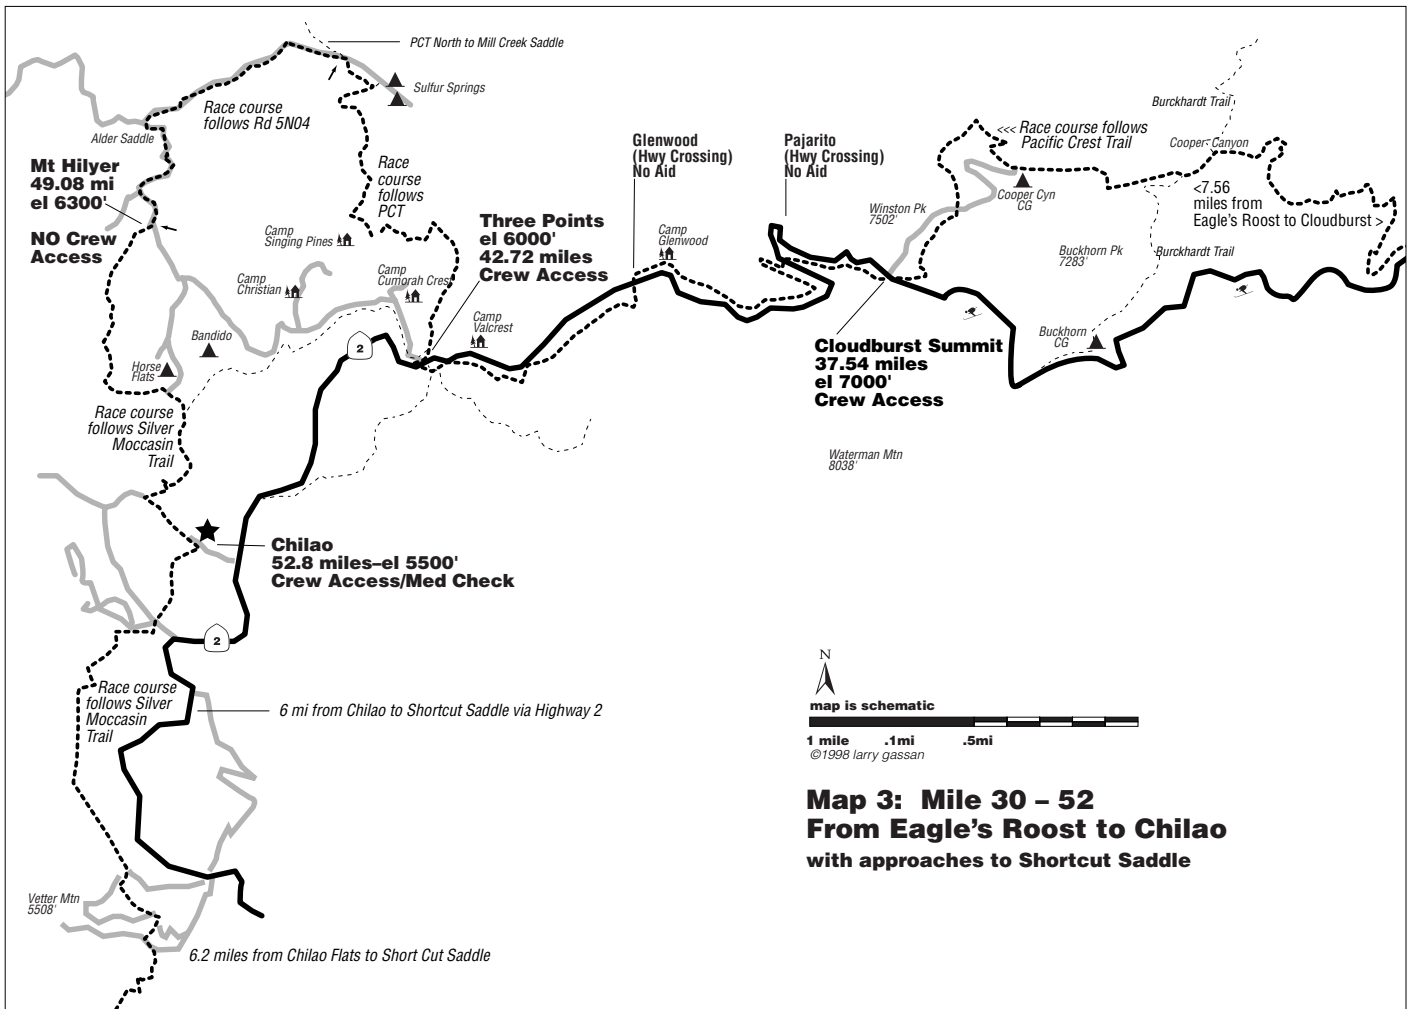 PCT North to Mill Creek Saddle
Sulfur Springs
Race course
follows Rd 5N04
Alder Saddle
Mt Hilyer
49.08 mi
el 6300'
NO Crew
Access
Race
course
follows
PCT
Camp
Singing Pines
Camp
Christian
Camp
Cumorah Crest
Three Points
el 6000'
42.72 miles
Crew Access
Camp
Valcrest
Glenwood
(Hwy Crossing)
No Aid
Camp
Glenwood
Pajarito
(Hwy Crossing)
No Aid
Winston Pk
7502'
<<< Race course follows
Pacific Crest Trail
Burckhardt Trail
Cooper Canyon
Cooper Cyn
CG
<7.56
miles from
Eagle's Roost to Cloudburst >
Buckhorn Pk
7283'
Burckhardt Trail
Buckhorn
CG
Cloudburst Summit
37.54 miles
el 7000'
Crew Access
Waterman Mtn
8038'
Bandido
Horse
Flats
2
Race course
follows Silver
Moccasin
Trail
Chilao
52.8 miles–el 5500'
Crew Access/Med Check
2
Race course
follows Silver
Moccasin
Trail
6 mi from Chilao to Shortcut Saddle via Highway 2
Vetter Mtn
5508'
6.2 miles from Chilao Flats to Short Cut Saddle
N
map is schematic
1 mile .1mi .5mi
©1998 larry gassan
Map 3: Mile 30 – 52
From Eagle's Roost to Chilao
with approaches to Shortcut Saddle